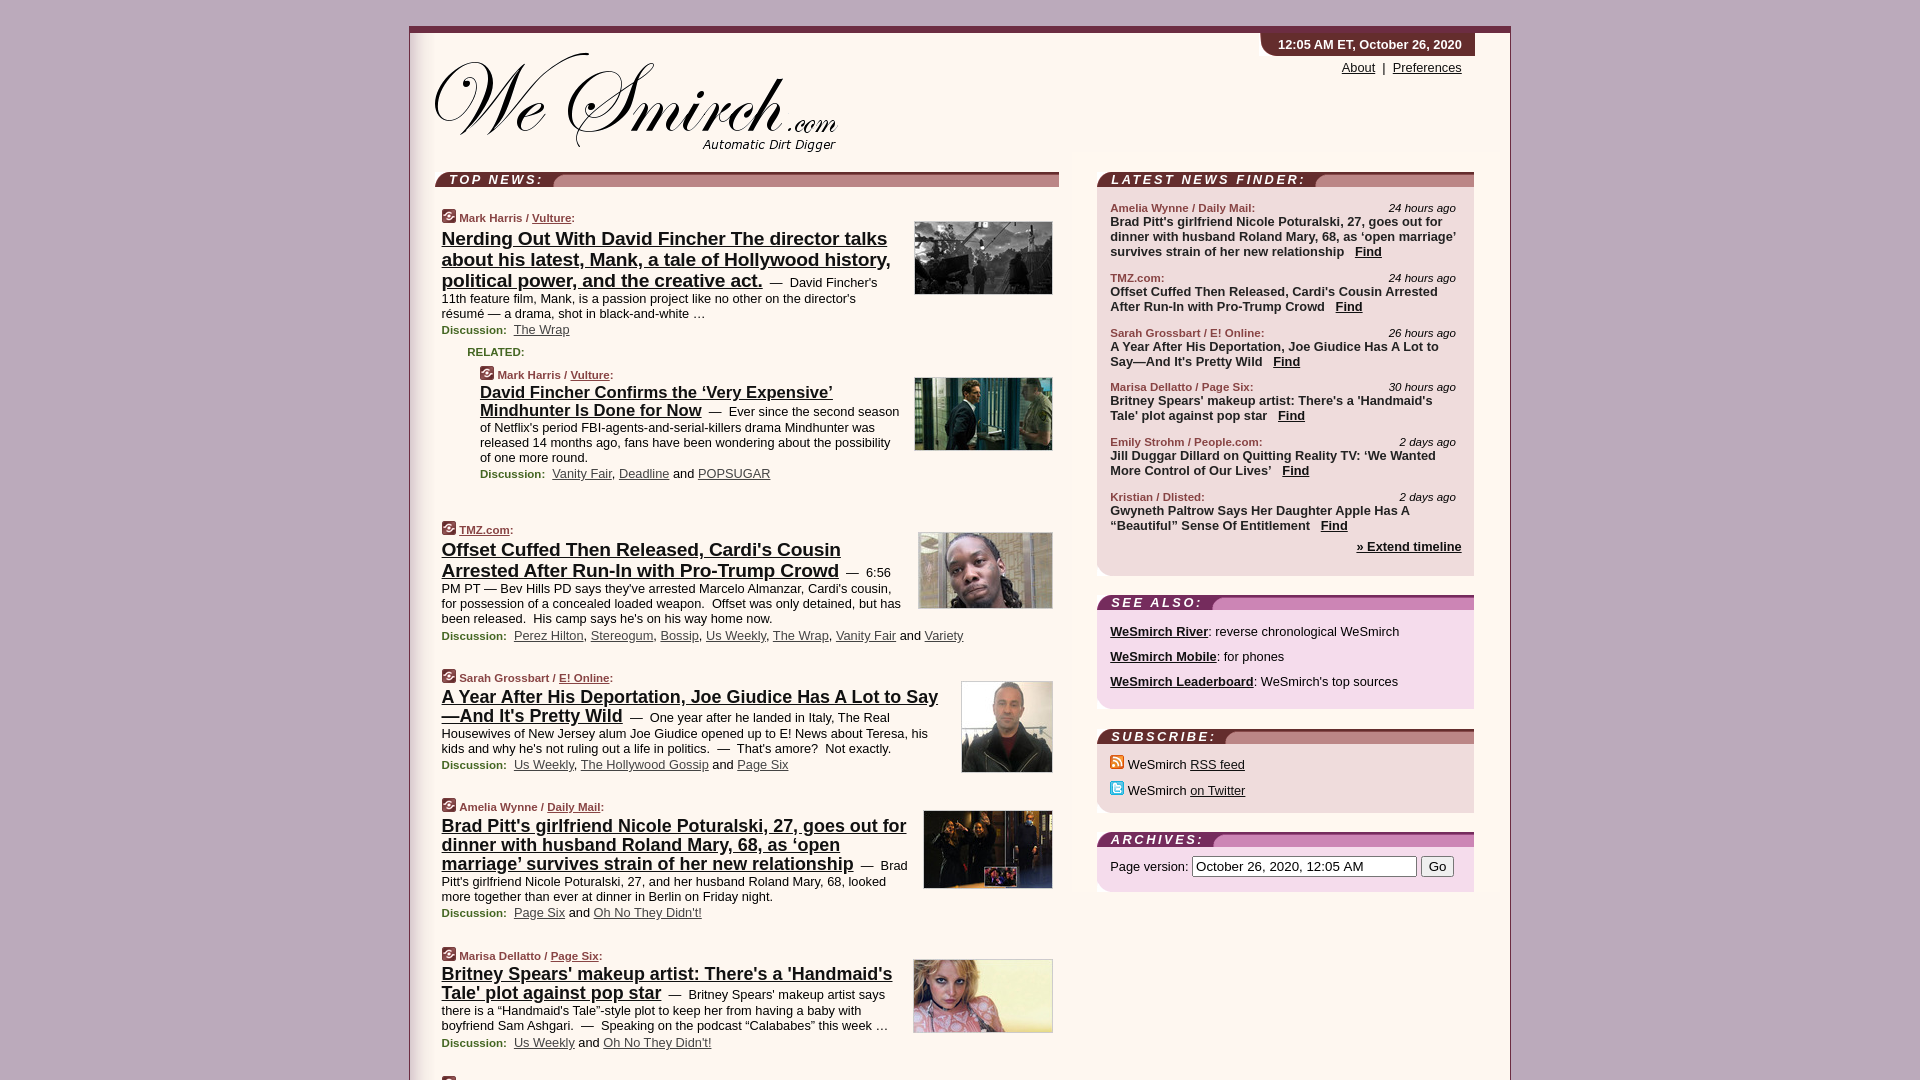 12:05 AM ET, October 26, 2020
About | Preferences
We Smirch.com
Automatic Dirt Digger
TOP NEWS:
Mark Harris / Vulture:
Nerding Out With David Fincher The director talks
about his latest, Mank, a tale of Hollywood history,
political power, and the creative act. — David Fincher's
11th feature film, Mank, is a passion project like no other on the director's
résumé — a drama, shot in black-and-white …
Discussion: The Wrap
RELATED:
Mark Harris / Vulture:
David Fincher Confirms the ‘Very Expensive’
Mindhunter Is Done for Now — Ever since the second season
of Netflix's period FBI-agents-and-serial-killers drama Mindhunter was
released 14 months ago, fans have been wondering about the possibility
of one more round.
Discussion: Vanity Fair, Deadline and POPSUGAR
TMZ.com:
Offset Cuffed Then Released, Cardi's Cousin
Arrested After Run-In with Pro-Trump Crowd — 6:56
PM PT — Bev Hills PD says they've arrested Marcelo Almanzar, Cardi's cousin,
for possession of a concealed loaded weapon. Offset was only detained, but has
been released. His camp says he's on his way home now.
Discussion: Perez Hilton, Stereogum, Bossip, Us Weekly, The Wrap, Vanity Fair and Variety
Sarah Grossbart / E! Online:
A Year After His Deportation, Joe Giudice Has A Lot to Say
—And It's Pretty Wild — One year after he landed in Italy, The Real
Housewives of New Jersey alum Joe Giudice opened up to E! News about Teresa, his
kids and why he's not ruling out a life in politics. — That's amore? Not exactly.
Discussion: Us Weekly, The Hollywood Gossip and Page Six
Amelia Wynne / Daily Mail:
Brad Pitt's girlfriend Nicole Poturalski, 27, goes out for
dinner with husband Roland Mary, 68, as ‘open
marriage’ survives strain of her new relationship — Brad
Pitt's girlfriend Nicole Poturalski, 27, and her husband Roland Mary, 68, looked
more together than ever at dinner in Berlin on Friday night.
Discussion: Page Six and Oh No They Didn't!
Marisa Dellatto / Page Six:
Britney Spears' makeup artist: There's a 'Handmaid's
Tale' plot against pop star — Britney Spears' makeup artist says
there is a “Handmaid's Tale”-style plot to keep her from having a baby with
boyfriend Sam Ashgari. — Speaking on the podcast “Calababes” this week …
Discussion: Us Weekly and Oh No They Didn't!
LATEST NEWS FINDER:
Amelia Wynne / Daily Mail: 24 hours ago
Brad Pitt's girlfriend Nicole Poturalski, 27, goes out for
dinner with husband Roland Mary, 68, as ‘open marriage’
survives strain of her new relationship Find
TMZ.com: 24 hours ago
Offset Cuffed Then Released, Cardi's Cousin Arrested
After Run-In with Pro-Trump Crowd Find
Sarah Grossbart / E! Online: 26 hours ago
A Year After His Deportation, Joe Giudice Has A Lot to
Say—And It's Pretty Wild Find
Marisa Dellatto / Page Six: 30 hours ago
Britney Spears' makeup artist: There's a 'Handmaid's
Tale' plot against pop star Find
Emily Strohm / People.com: 2 days ago
Jill Duggar Dillard on Quitting Reality TV: ‘We Wanted
More Control of Our Lives’ Find
Kristian / Dlisted: 2 days ago
Gwyneth Paltrow Says Her Daughter Apple Has A
“Beautiful” Sense Of Entitlement Find
» Extend timeline
SEE ALSO:
WeSmirch River: reverse chronological WeSmirch
WeSmirch Mobile: for phones
WeSmirch Leaderboard: WeSmirch's top sources
SUBSCRIBE:
WeSmirch RSS feed
WeSmirch on Twitter
ARCHIVES:
Page version: October 26, 2020, 12:05 AM Go